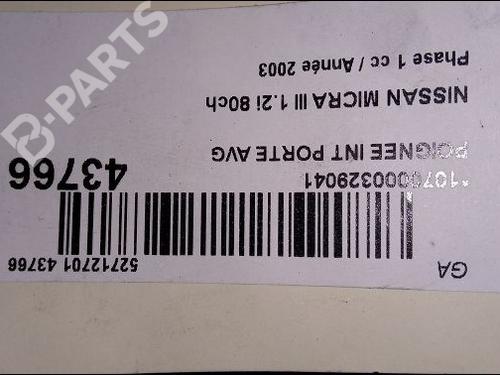 GA
52712701 43766
*1070000329041
43766
POIGNEE INT PORTE AVG
NISSAN MICRA III 1.2i 80ch
Phase 1 cc / Année 2003
B-PARTS